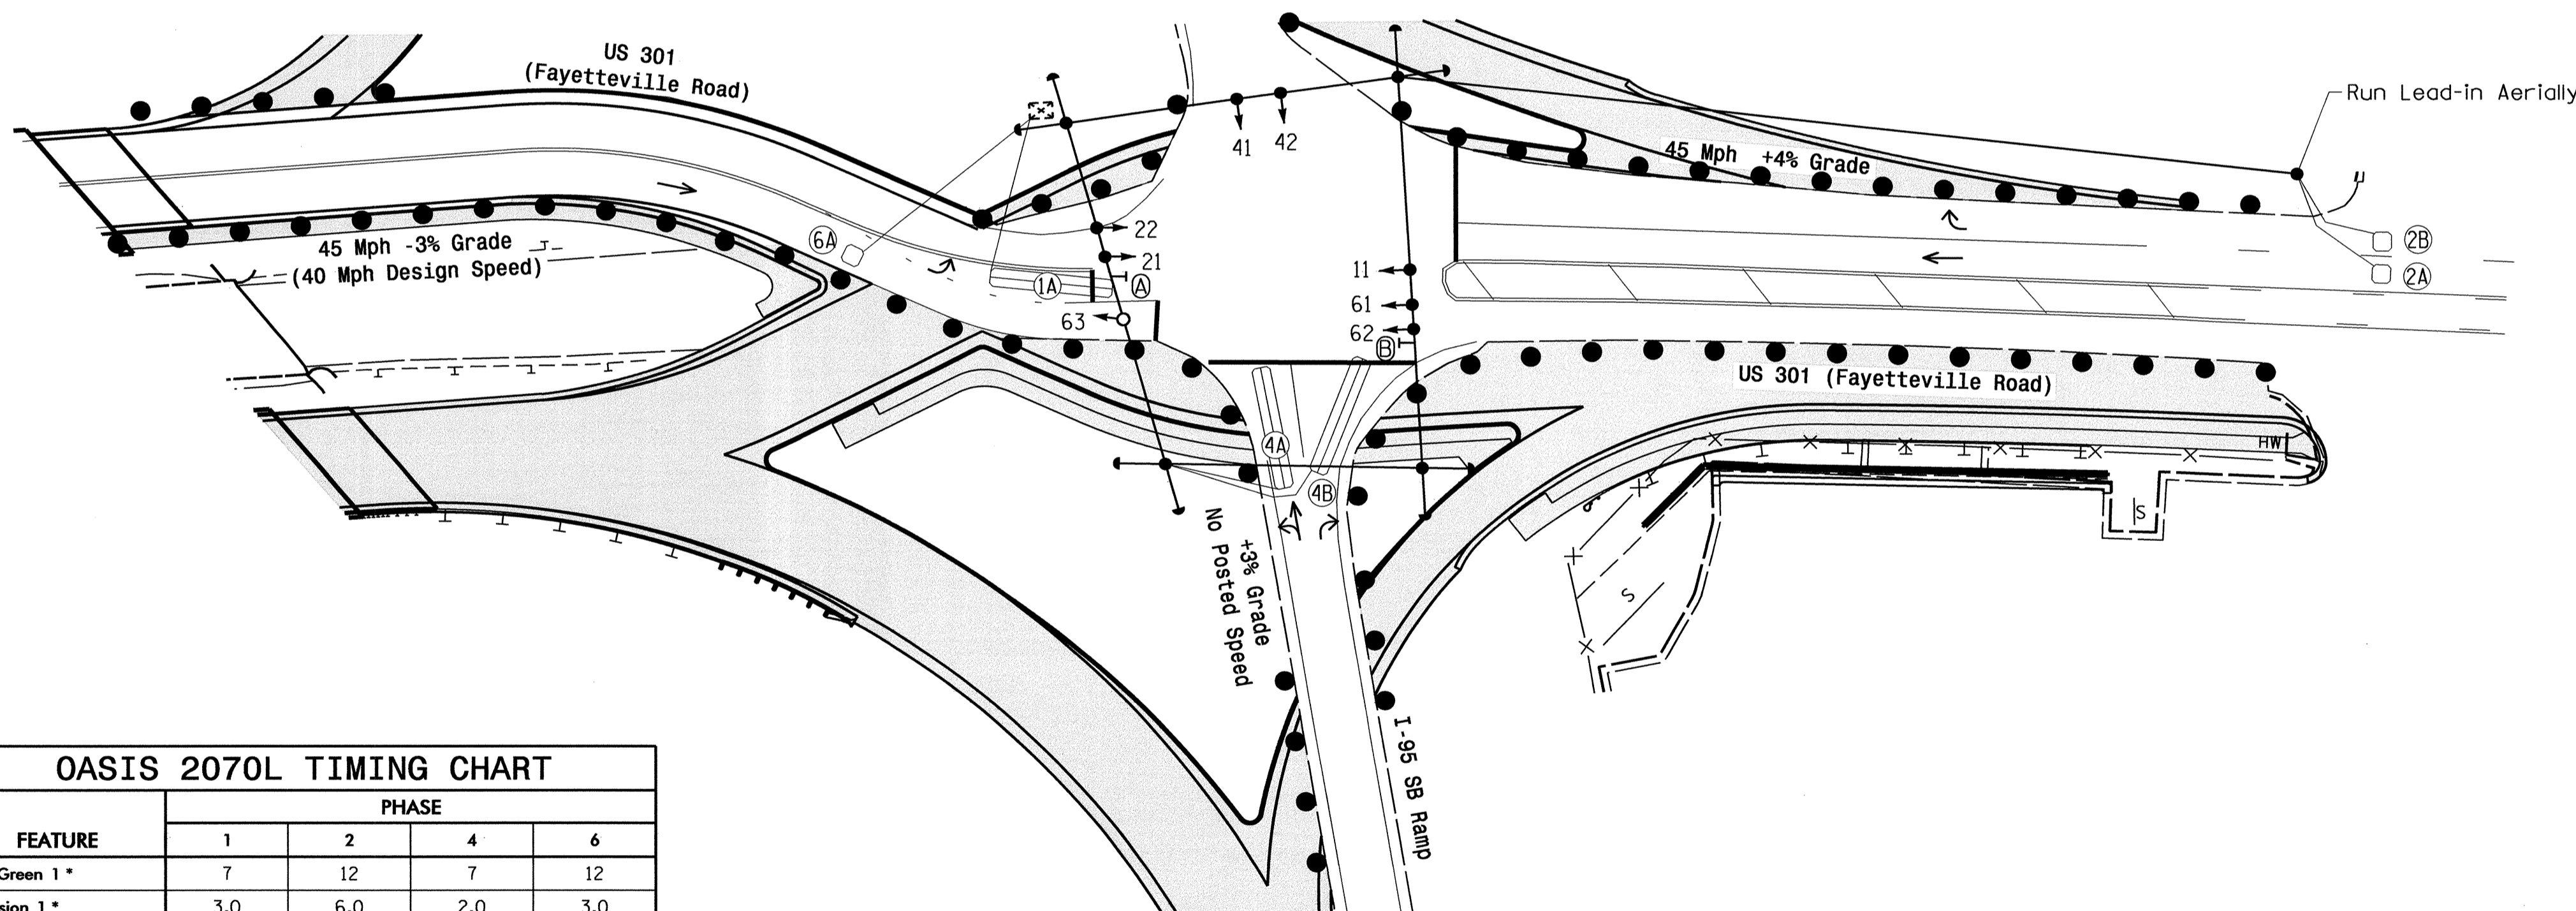 US 301
(Fayetteville Road)
Run Lead-in Aerially
41
42
45 Mph +4% Grade
22
6A
45 Mph -3% Grade
(40 Mph Design Speed)
21
1A
A
63
11
61
62
B
2B
2A
US 301 (Fayetteville Road)
HW
4A
4B
S
S
+3% Grade
No Posted Speed
I-95 SB Ramp
OASIS 2070L TIMING CHART
PHASE
FEATURE 1 2 4 6
Green 1 * 7 12 7 12
sion 1 * 3.0 6.0 2.0 3.0